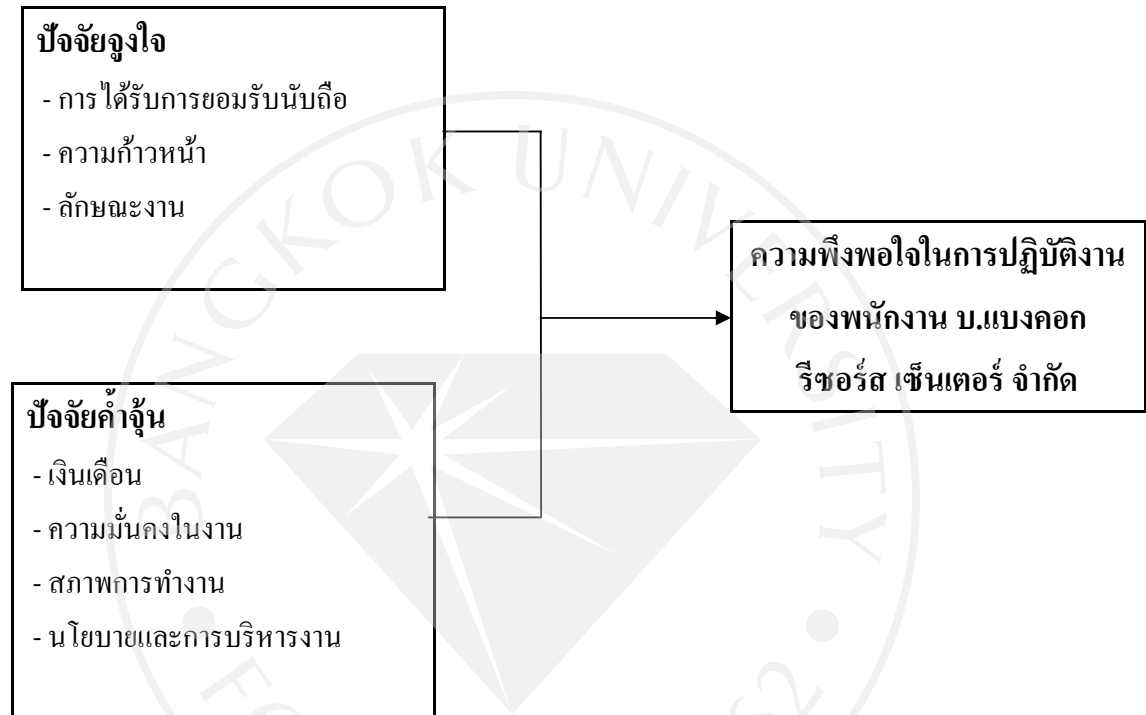 ปัจจัยจูงใจ
- การได้รับการยอมรับนับถือ
- ความก้าวหน้า
- ลักษณะงาน
ความพึงพอใจในการปฏิบัติงาน
ของพนักงาน บ.แบงคอก
รีซอร์ส เซ็นเตอร์ จำกัด
ปัจจัยค้ำจุ้น
- เงินเดือน
- ความมั่นคงในงาน
- สภาพการทำงาน
- นโยบายและการบริหารงาน
BANGKOK UNIVERSITY